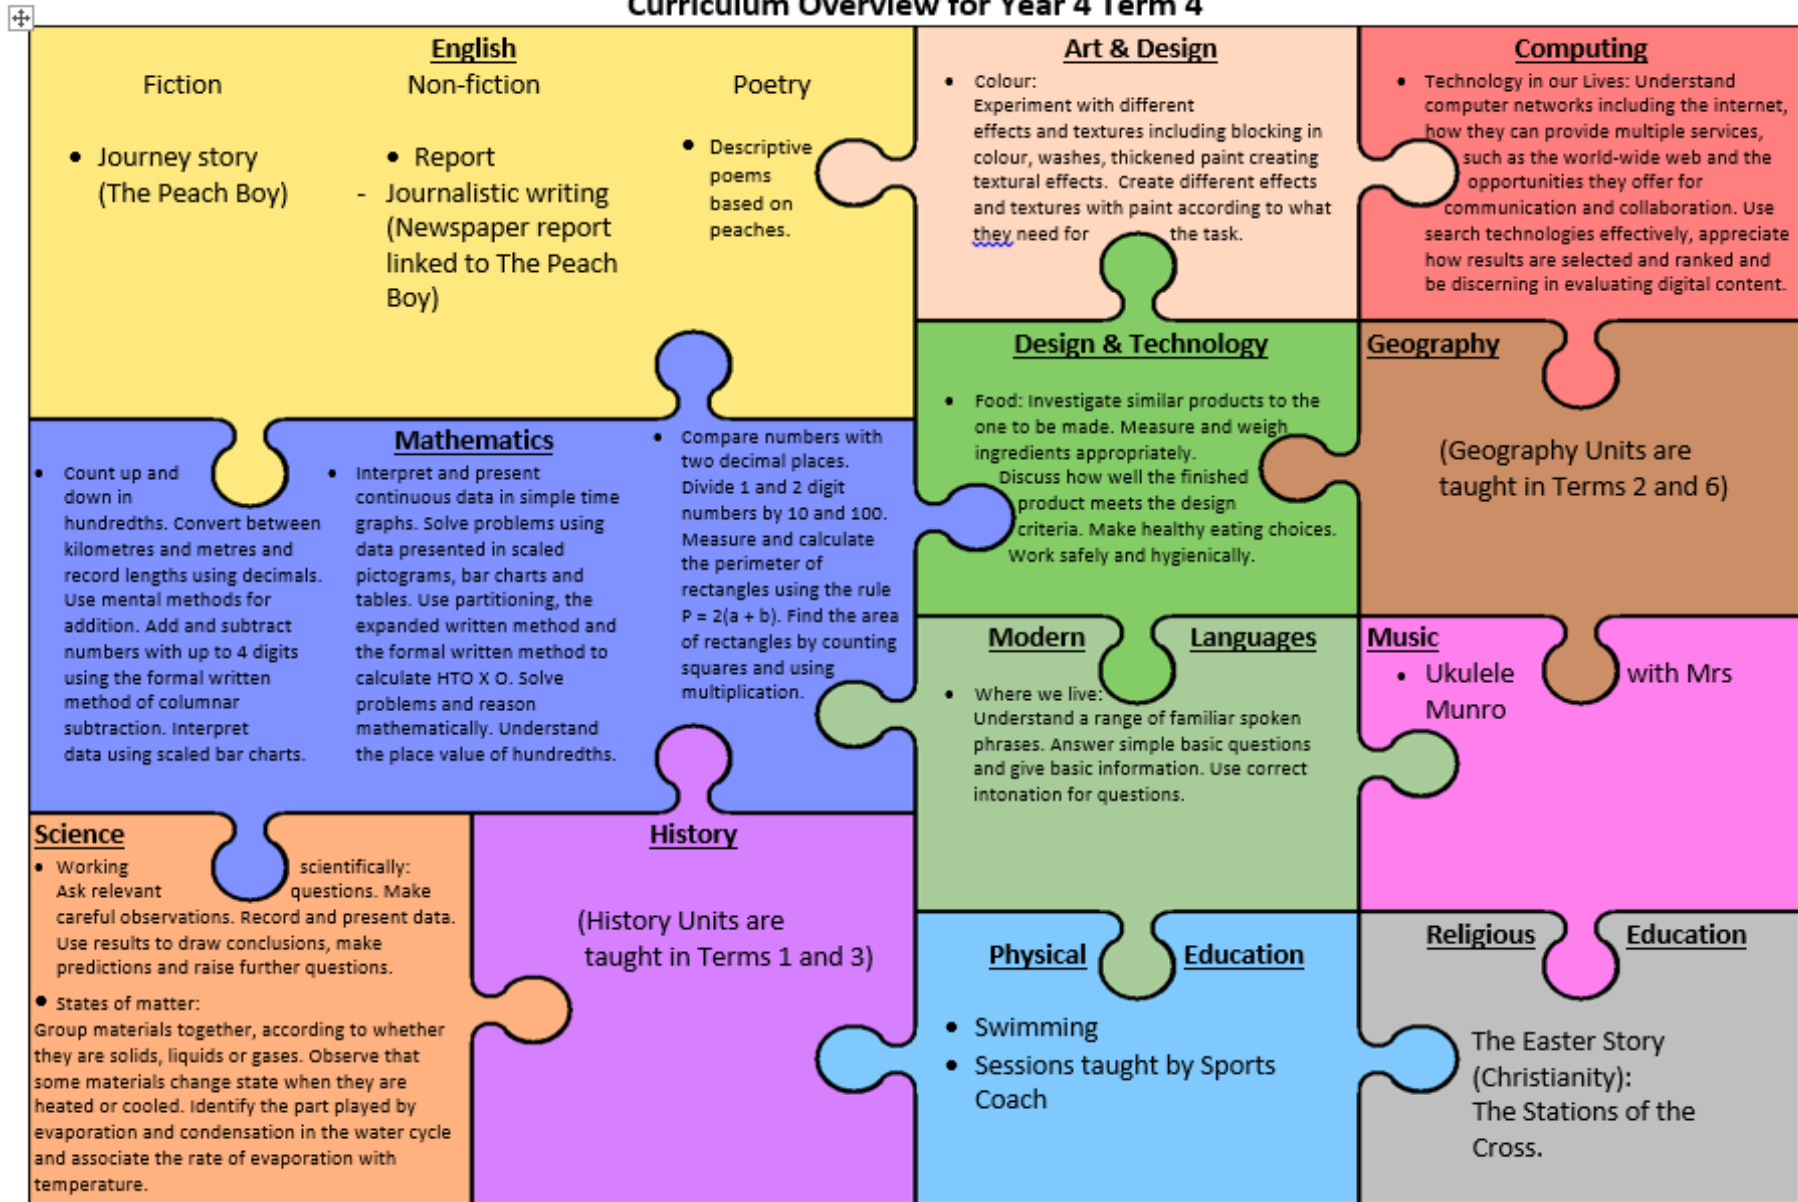 Curriculum Overview for Year 4 Term 4
English
Fiction Non-fiction Poetry
• Journey story
(The Peach Boy)
• Report
- Journalistic writing
(Newspaper report
linked to The Peach
Boy)
• Descriptive
poems
based on
peaches.
Art & Design
• Colour:
Experiment with different
effects and textures including blocking in
colour, washes, thickened paint creating
textural effects. Create different effects
and textures with paint according to what
they need for the task.
Computing
• Technology in our Lives: Understand
computer networks including the internet,
how they can provide multiple services,
such as the world-wide web and the
opportunities they offer for
communication and collaboration. Use
search technologies effectively, appreciate
how results are selected and ranked and
be discerning in evaluating digital content.
Mathematics
• Count up and
down in
hundredths. Convert between
kilometres and metres and
record lengths using decimals.
Use mental methods for
addition. Add and subtract
numbers with up to 4 digits
using the formal written
method of columnar
subtraction. Interpret
data using scaled bar charts.
• Interpret and present
continuous data in simple time
graphs. Solve problems using
data presented in scaled
pictograms, bar charts and
tables. Use partitioning, the
expanded written method and
the formal written method to
calculate HTO X O. Solve
problems and reason
mathematically. Understand
the place value of hundredths.
• Compare numbers with
two decimal places.
Divide 1 and 2 digit
numbers by 10 and 100.
Measure and calculate
the perimeter of
rectangles using the rule
P = 2(a + b). Find the area
of rectangles by counting
squares and using
multiplication.
Design & Technology
• Food: Investigate similar products to the
one to be made. Measure and weigh
ingredients appropriately.
Discuss how well the finished
product meets the design
criteria. Make healthy eating choices.
Work safely and hygienically.
Geography
(Geography Units are
taught in Terms 2 and 6)
Modern Languages
• Where we live:
Understand a range of familiar spoken
phrases. Answer simple basic questions
and give basic information. Use correct
intonation for questions.
Music
• Ukulele with Mrs
Munro
Science
• Working scientifically:
Ask relevant questions. Make
careful observations. Record and present data.
Use results to draw conclusions, make
predictions and raise further questions.
• States of matter:
Group materials together, according to whether
they are solids, liquids or gases. Observe that
some materials change state when they are
heated or cooled. Identify the part played by
evaporation and condensation in the water cycle
and associate the rate of evaporation with
temperature.
History
(History Units are
taught in Terms 1 and 3)
Physical Education
• Swimming
• Sessions taught by Sports
Coach
Religious Education
The Easter Story
(Christianity):
The Stations of the
Cross.